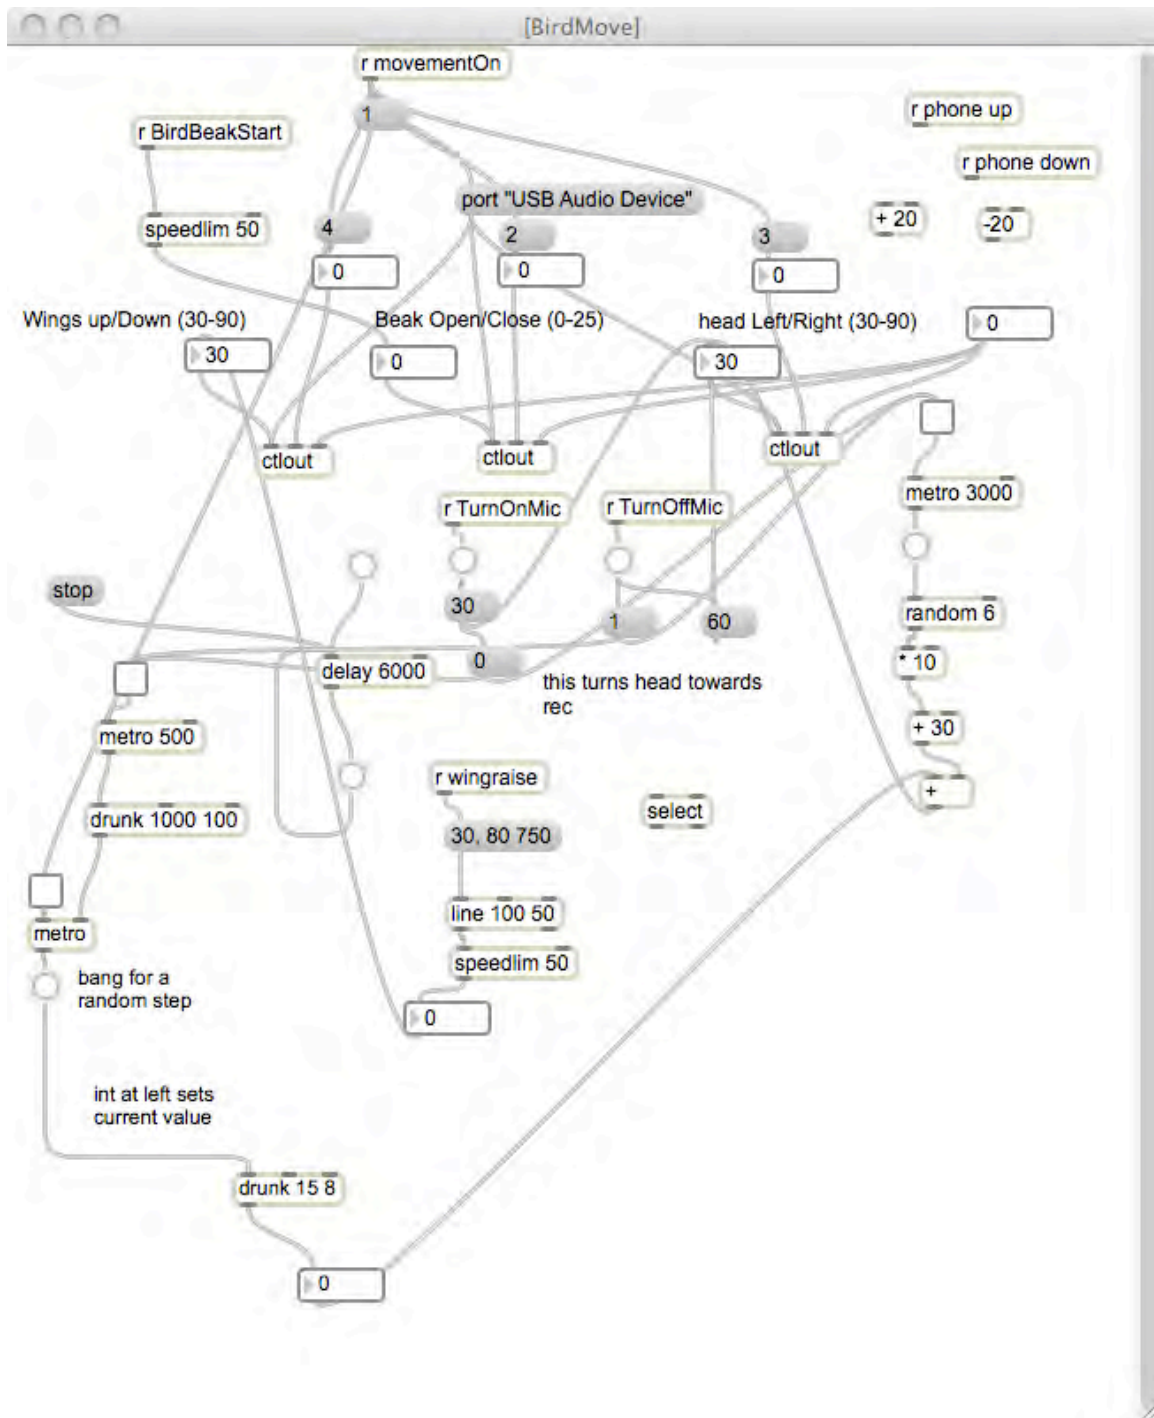 [BirdMove]
r movementOn
1
r phone up
r BirdBeakStart
r phone down
port "USB Audio Device"
+ 20
-20
speedlim 50
4
2
3
0
0
0
Wings up/Down (30-90)
Beak Open/Close (0-25)
head Left/Right (30-90)
0
30
0
30
ctlout
ctlout
ctlout
metro 3000
r TurnOnMic
r TurnOffMic
stop
30
1
60
random 6
* 10
delay 6000
0
this turns head towards
rec
+ 30
metro 500
r wingraise
+
drunk 1000 100
30, 80 750
select
line 100 50
metro
speedlim 50
bang for a
random step
0
int at left sets
current value
drunk 15 8
0